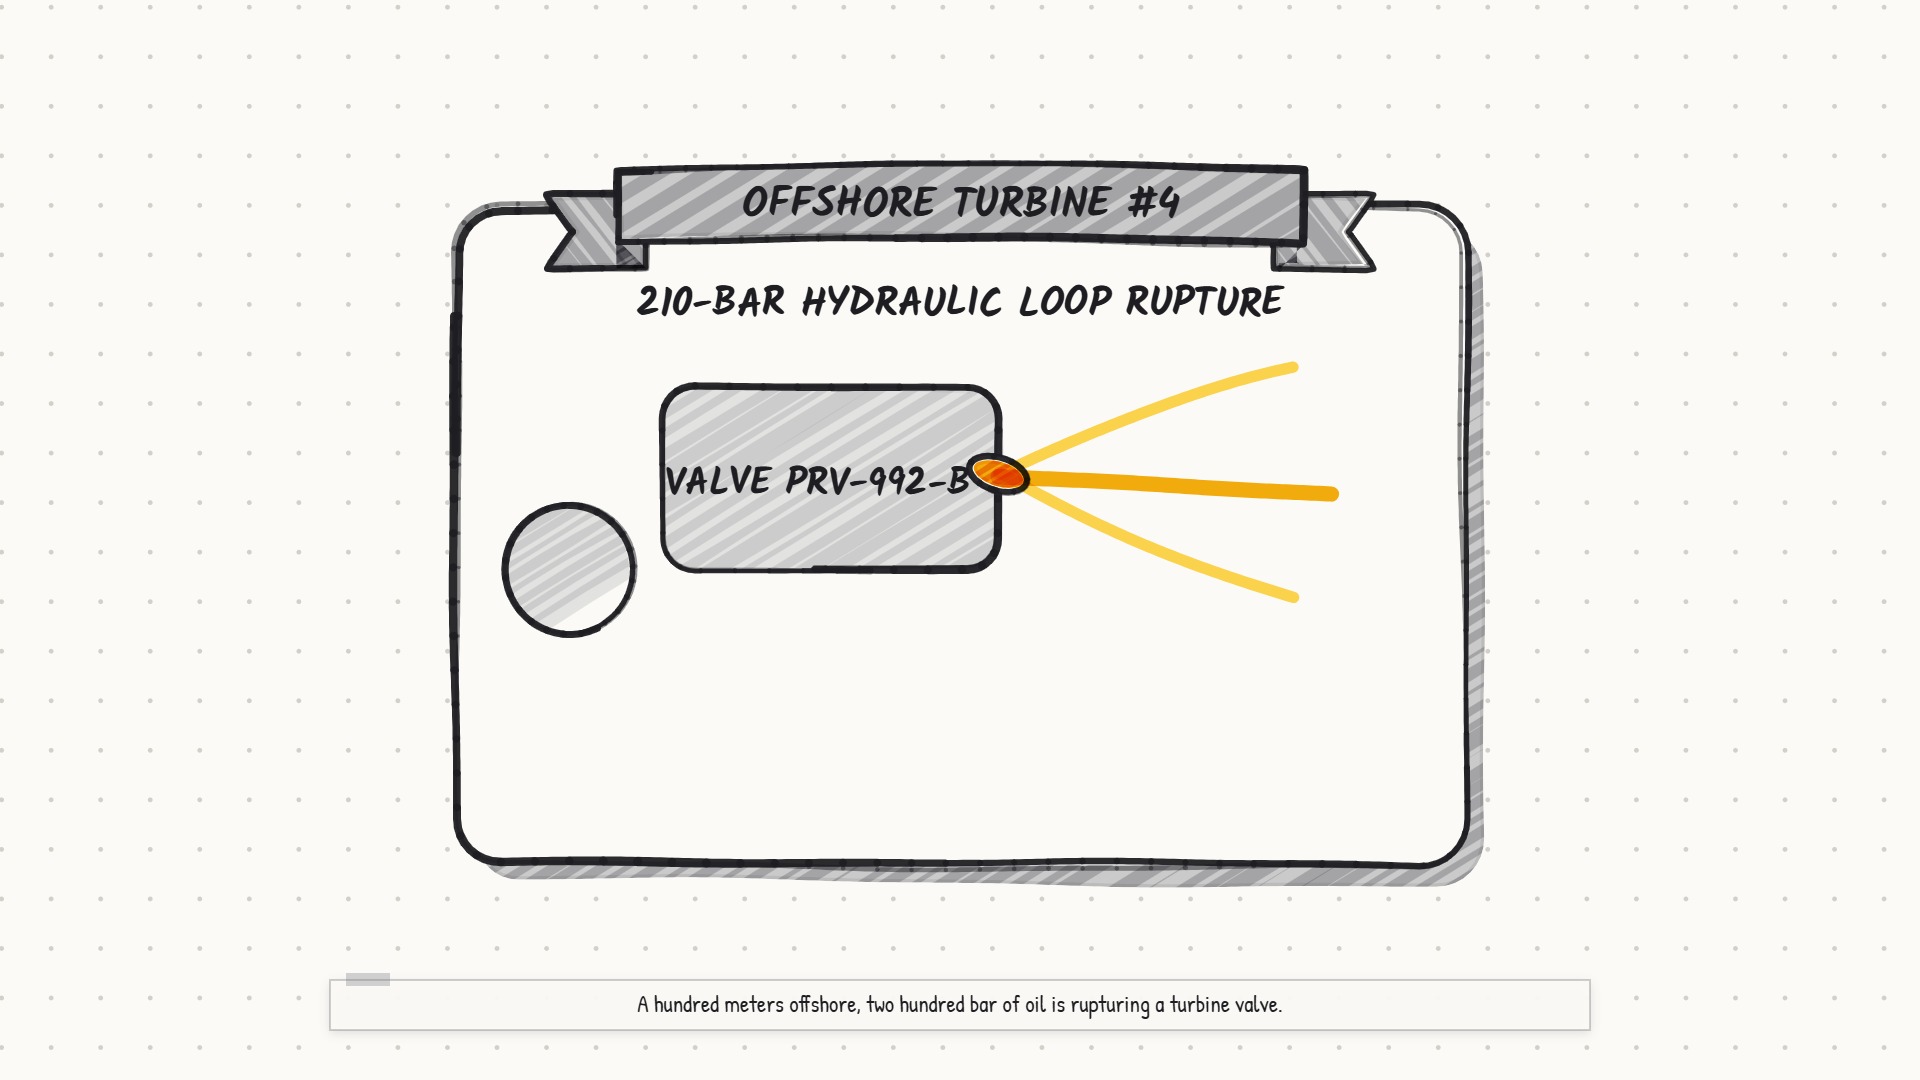 OFFSHORE TURBINE #4
210-BAR HYDRAULIC LOOP RUPTURE
VALVE PRV-992-B
A hundred meters offshore, two hundred bar of oil is rupturing a turbine valve.